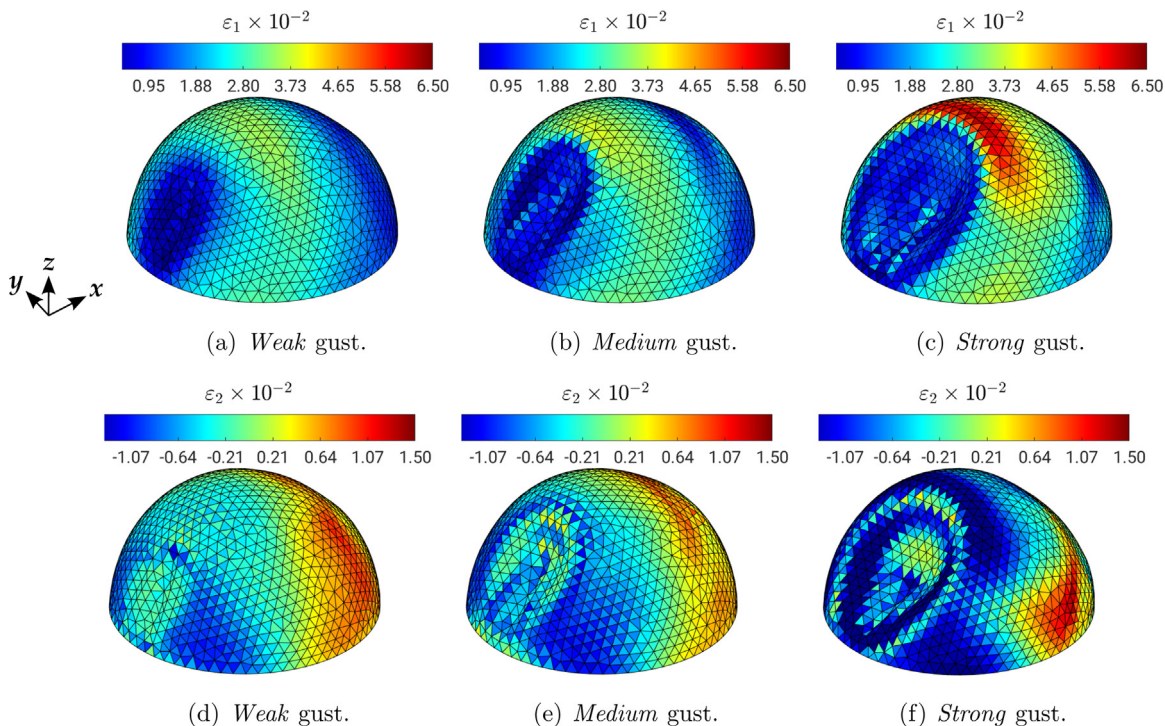 ε₁ × 10⁻² ε₁ × 10⁻² ε₁ × 10⁻²
0.95 1.88 2.80 3.73 4.65 5.58 6.50 0.95 1.88 2.80 3.73 4.65 5.58 6.50 0.95 1.88 2.80 3.73 4.65 5.58 6.50
z
y
x
(a) Weak gust. (b) Medium gust. (c) Strong gust.
ε₂ × 10⁻² ε₂ × 10⁻² ε₂ × 10⁻²
-1.07 -0.64 -0.21 0.21 0.64 1.07 1.50 -1.07 -0.64 -0.21 0.21 0.64 1.07 1.50 -1.07 -0.64 -0.21 0.21 0.64 1.07 1.50
(d) Weak gust. (e) Medium gust. (f) Strong gust.